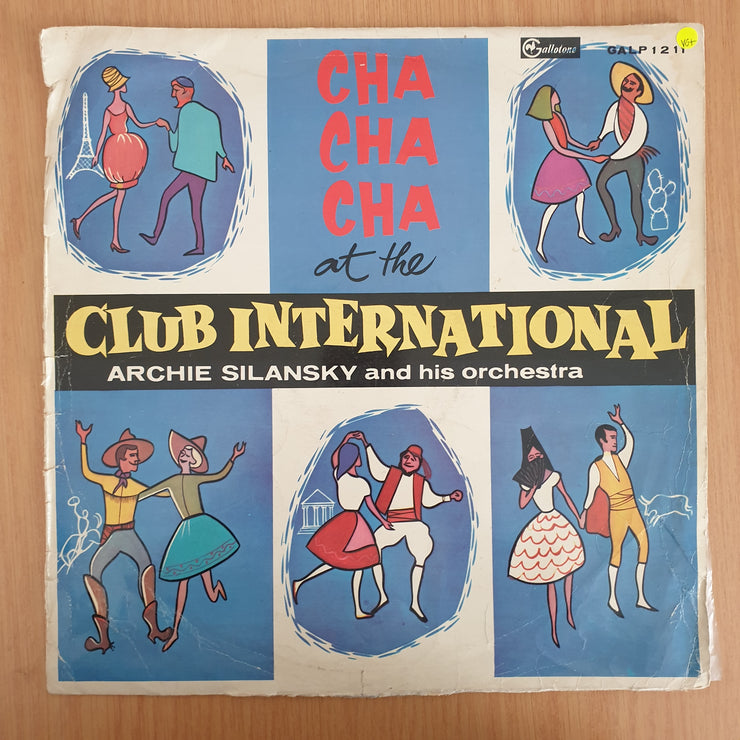 Gallotone
GALP 1211
VG+
CHA
CHA
CHA
at the
CLUB INTERNATIONAL
ARCHIE SILANSKY and his orchestra